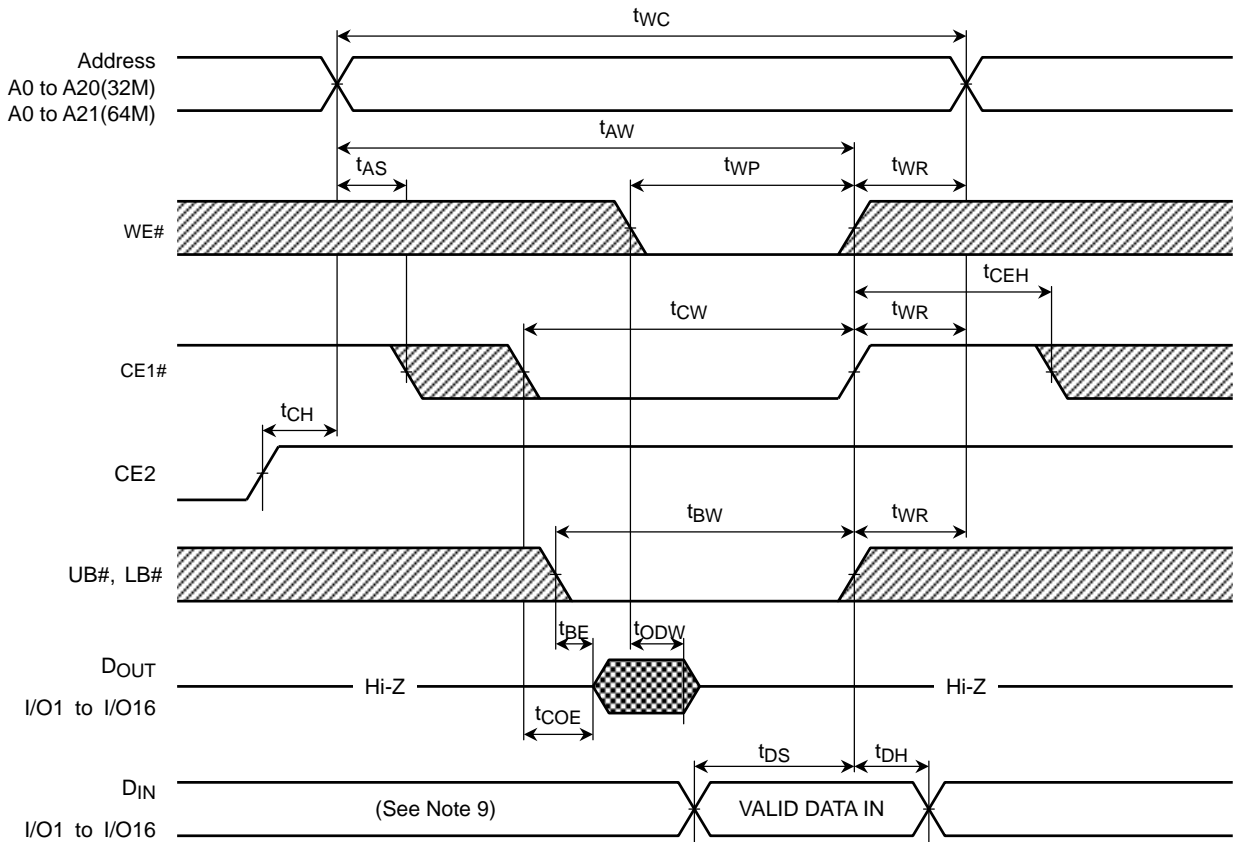 tWC
Address
A0 to A20(32M)
A0 to A21(64M)
tAW
tAS
tWP
tWR
WE#
tCEH
tCW
tWR
CE1#
tCH
CE2
tBW
tWR
UB#, LB#
tBE
tODW
DOUT
Hi-Z
Hi-Z
I/O1 to I/O16
tCOE
tDS
tDH
DIN
(See Note 9)
VALID DATA IN
I/O1 to I/O16